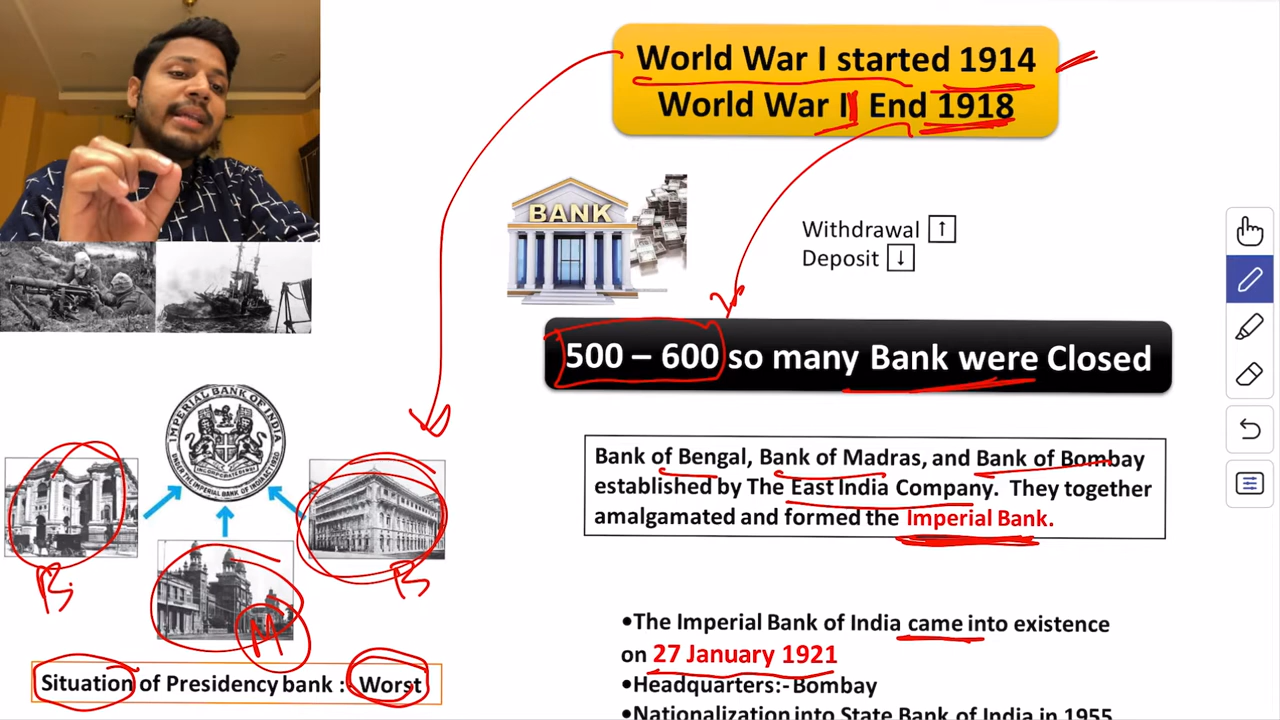 World War I started 1914
World War I End 1918
BANK
Withdrawal ↑
Deposit ↓
500 – 600 so many Bank were Closed
IMPERIAL BANK OF INDIA
Bank of Bengal, Bank of Madras, and Bank of Bombay
established by The East India Company. They together
amalgamated and formed the Imperial Bank.
B
M
B
Situation of Presidency bank : Worst
•The Imperial Bank of India came into existence
on 27 January 1921
•Headquarters:- Bombay
•Nationalization into State Bank of India in 1955